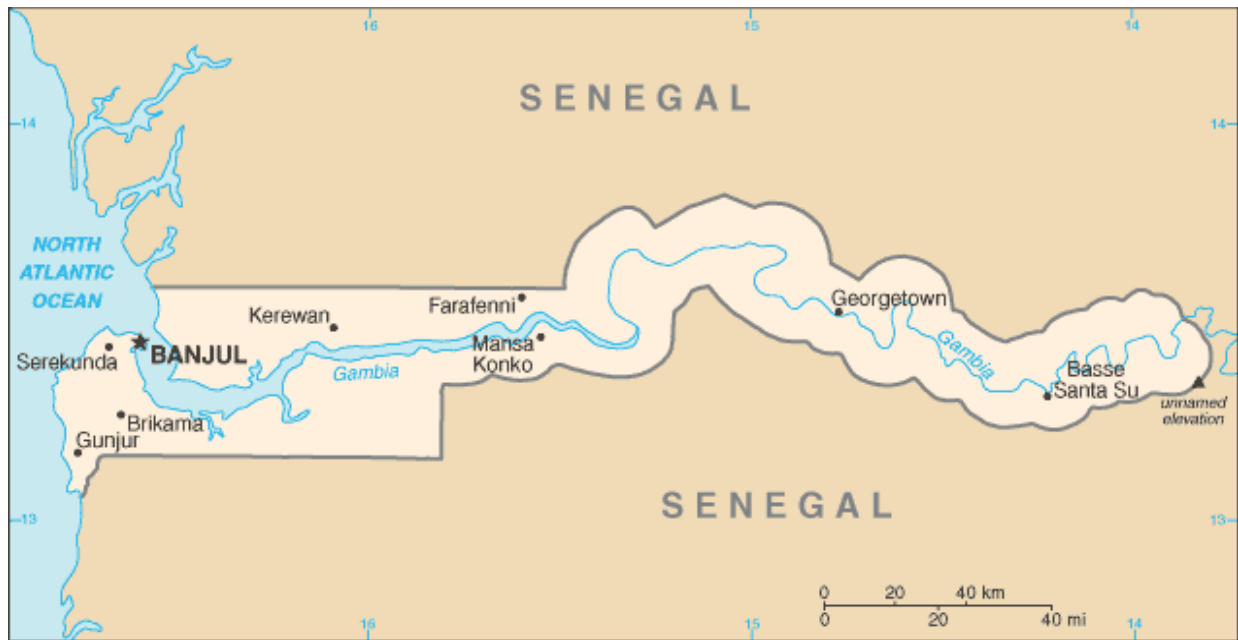 16
15
14
SENEGAL
14
14
NORTH
ATLANTIC
OCEAN
Kerewan
Farafenni
Georgetown
Serekunda
BANJUL
Mansa
Konko
Gambia
Gambia
Basse
Santa Su
unnamed
elevation
Brikama
Gunjur
SENEGAL
13
13
0 20 40 km
0 20 40 mi
16
15
14